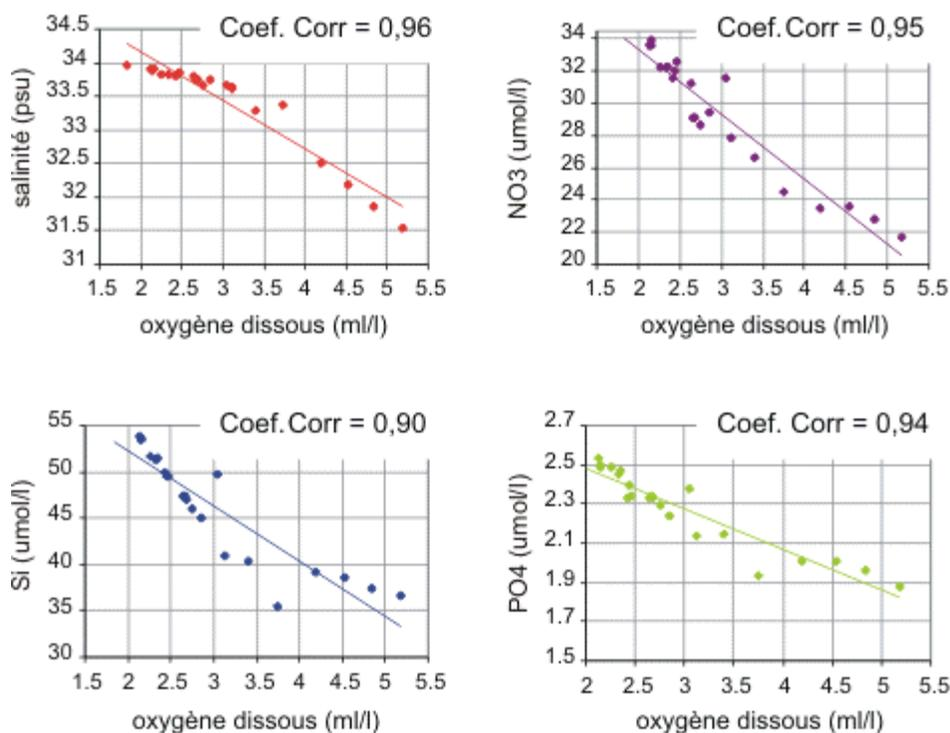 Coef. Corr = 0,96
salinité (psu)
34.5
34
33.5
33
32.5
32
31.5
31
1.5 2 2.5 3 3.5 4 4.5 5 5.5
oxygène dissous (ml/l)
Coef. Corr = 0,95
NO3 (umol/l)
34
32
30
28
26
24
22
20
1.5 2 2.5 3 3.5 4 4.5 5 5.5
oxygène dissous (ml/l)
Coef. Corr = 0,90
Si (umol/l)
55
50
45
40
35
30
1.5 2 2.5 3 3.5 4 4.5 5 5.5
oxygène dissous (ml/l)
Coef. Corr = 0,94
PO4 (umol/l)
2.7
2.5
2.3
2.1
1.9
1.7
1.5
2 2.5 3 3.5 4 4.5 5 5.5
oxygène dissous (ml/l)